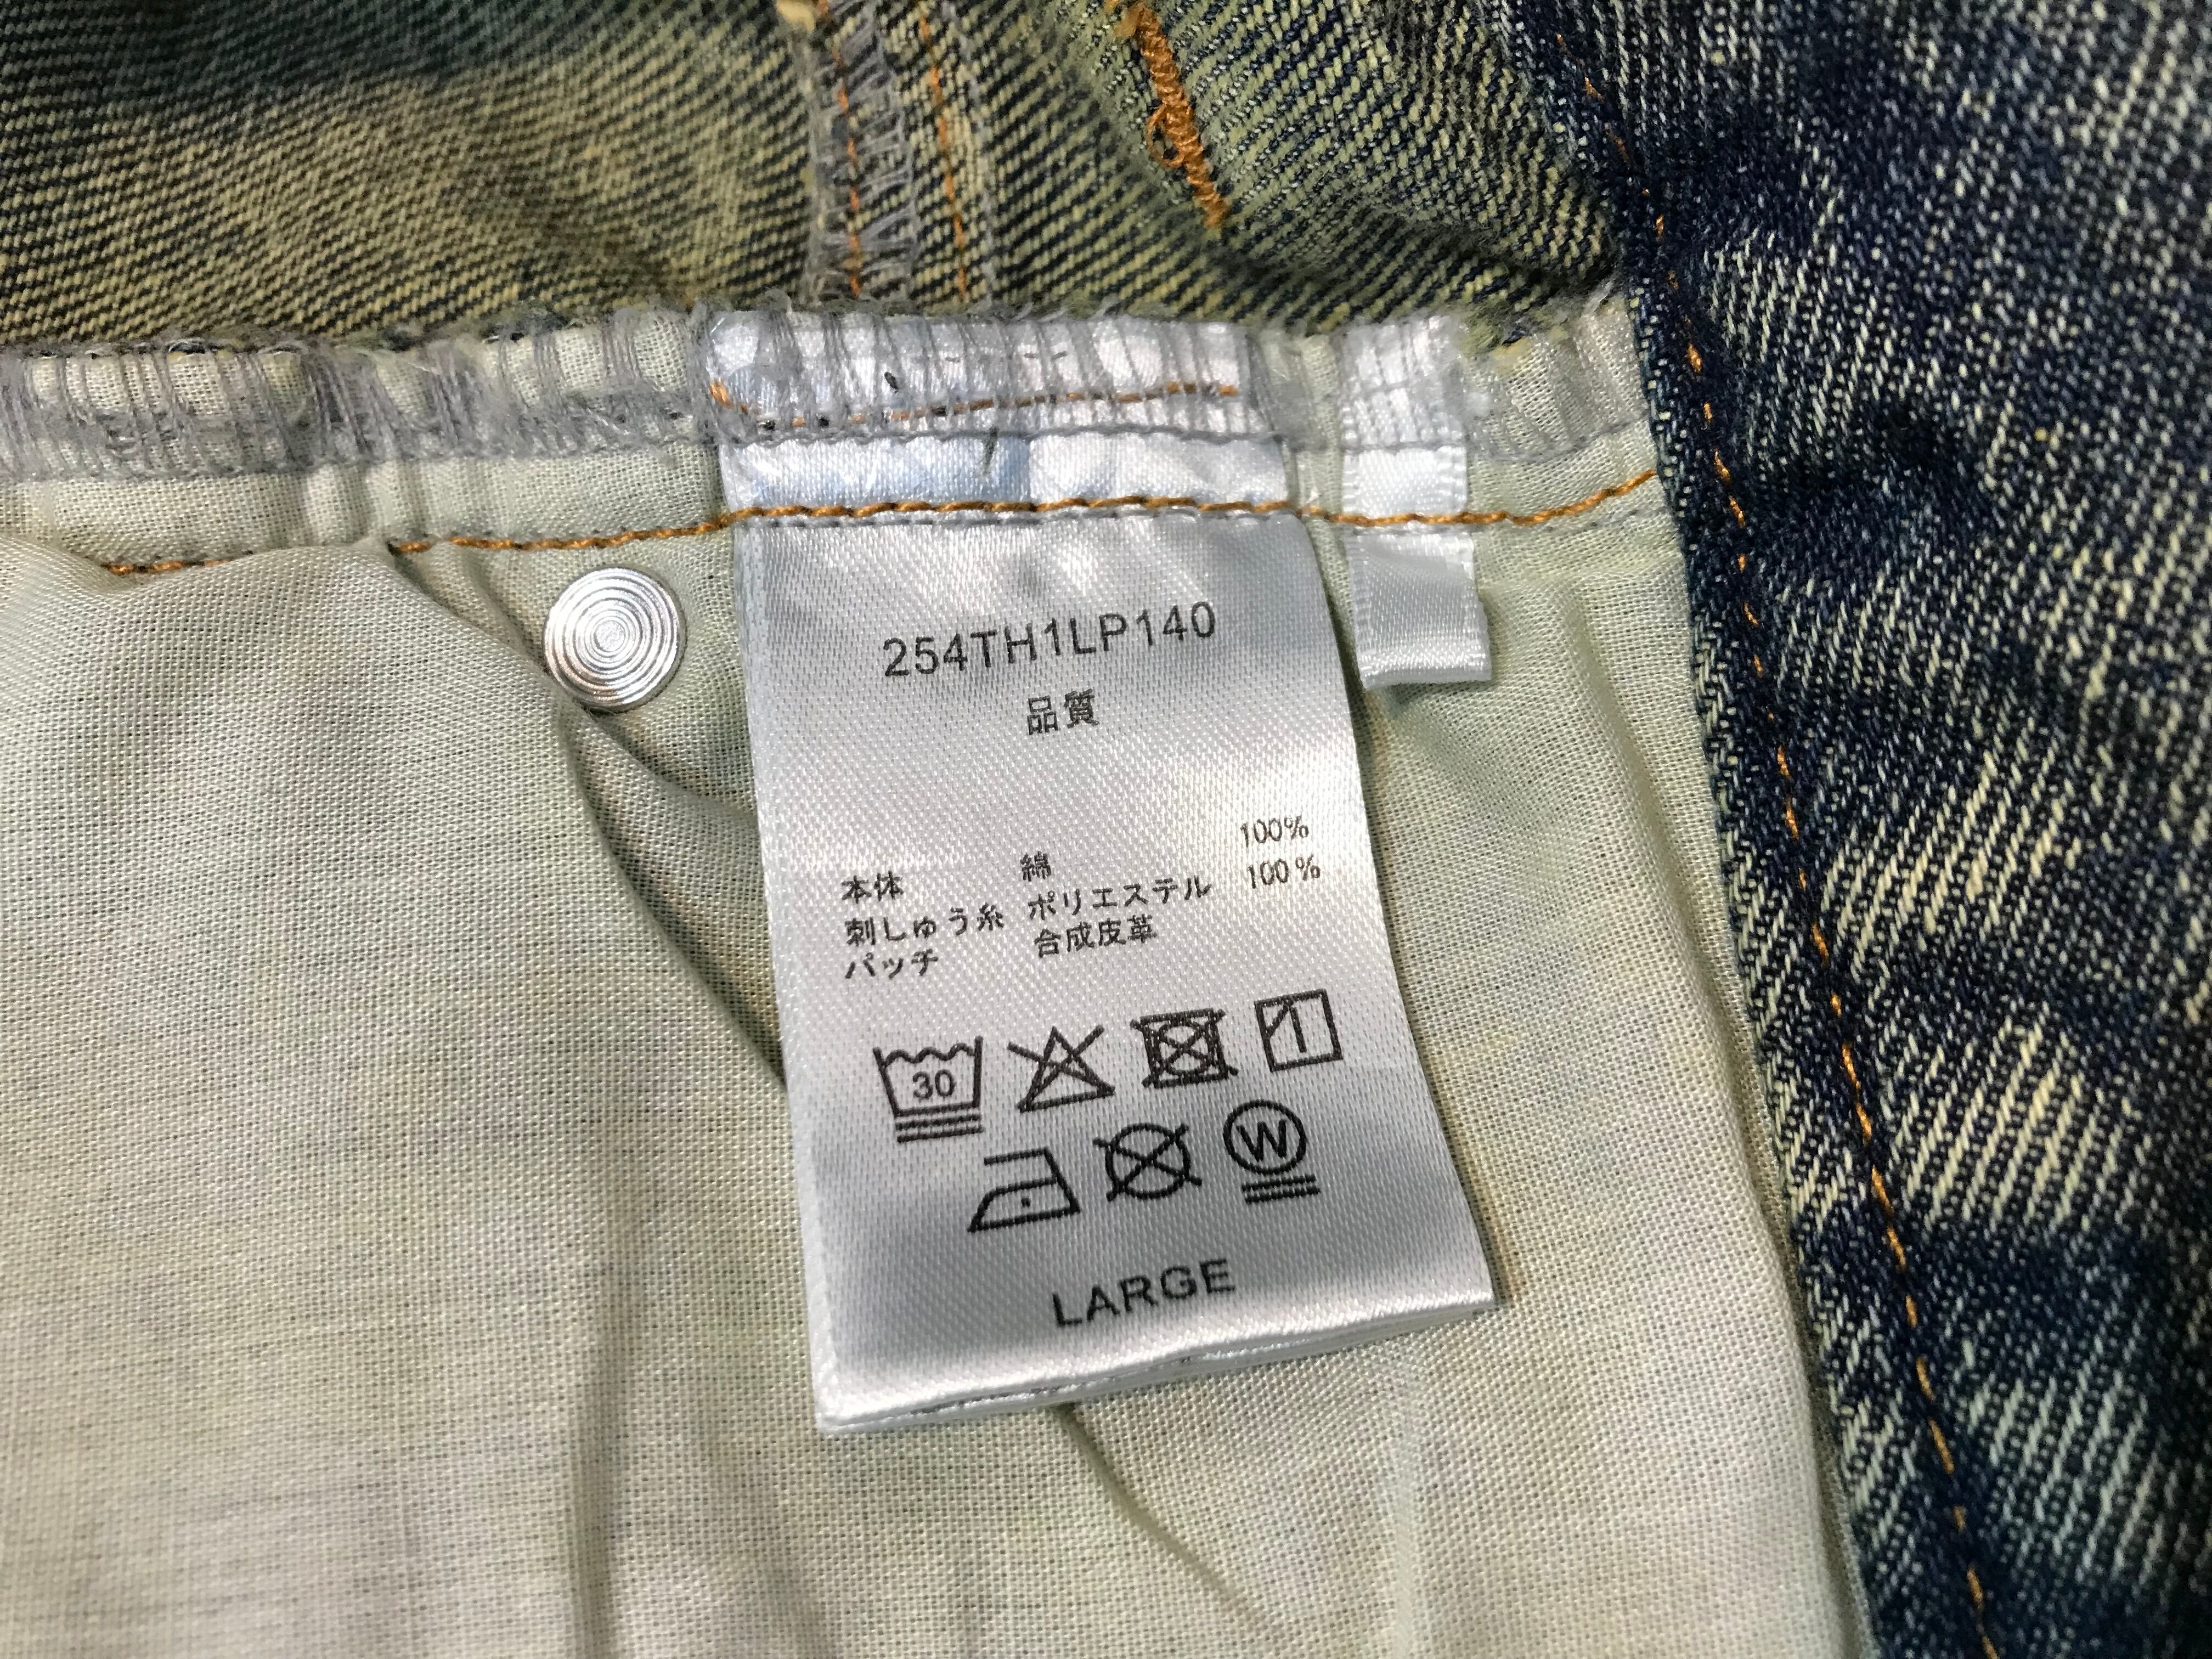 254TH1LP140
品質
本体 綿 100%
刺しゅう糸 ポリエステル 100%
パッチ 合成皮革
30
W
LARGE